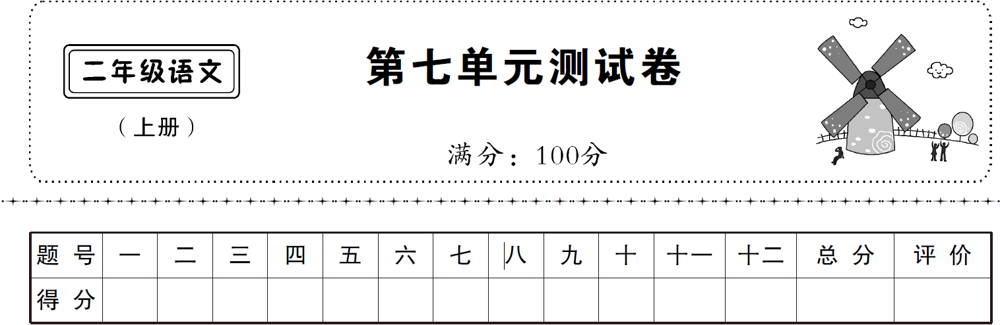 二年级语文
（上册）
第七单元测试卷
满分：100分
题号 一 二 三 四 五 六 七 八 九 十 十一 十二 总分 评价
得分